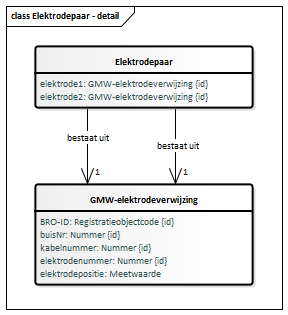 class Elektrodepaar - detail
Elektrodepaar
elektrode1: GMW-elektrodeverwijzing {id}
elektrode2: GMW-elektrodeverwijzing {id}
bestaat uit
bestaat uit
1
1
GMW-elektrodeverwijzing
BRO-ID: Registratieobjectcode {id}
buisNr: Nummer {id}
kabelnummer: Nummer {id}
elektrodenummer: Nummer {id}
elektrodepositie: Meetwaarde